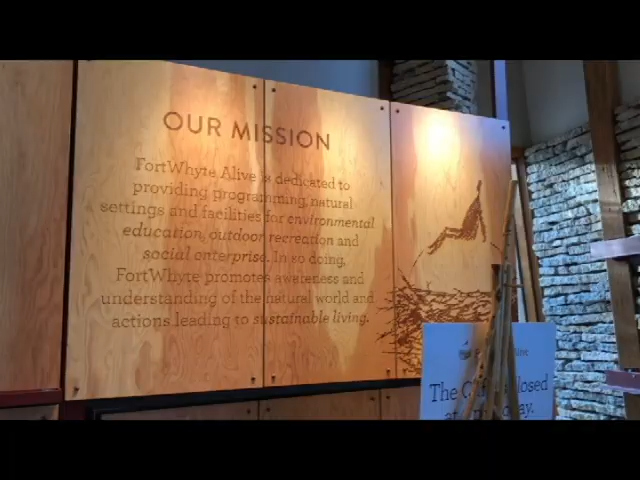 OUR MISSION
FortWhyte Alive is dedicated to
providing programming, natural
settings and facilities for environmental
education, outdoor recreation and
social enterprise. In so doing,
FortWhyte promotes awareness and
understanding of the natural world and
actions leading to sustainable living.
Alive
The